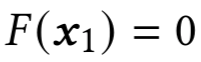 F(x₁) = 0